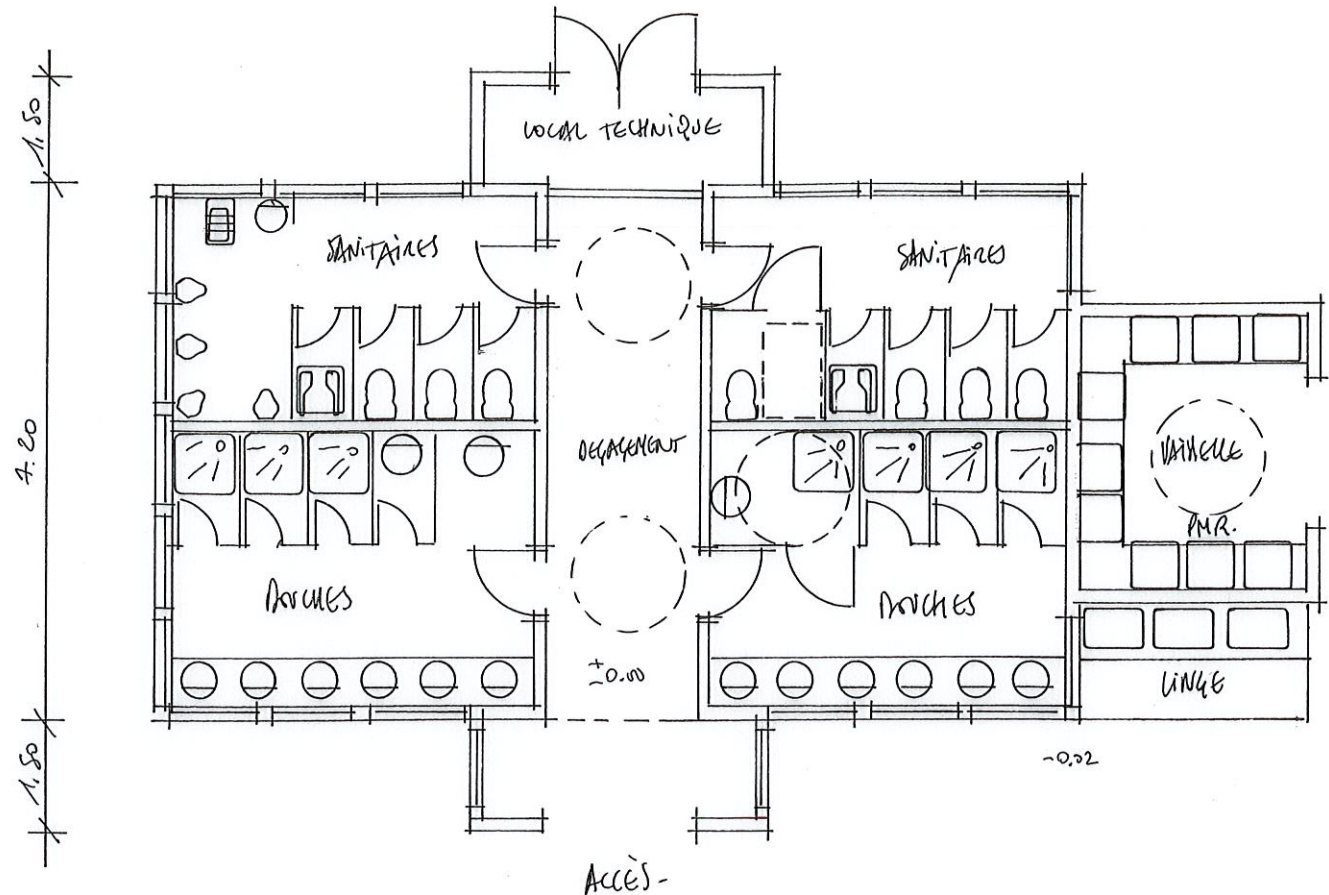 1.50
LOCAL TECHNIQUE
SANITAIRES
SANITAIRES
7.20
DEGAGEMENT
VAISSELLE
PMR.
DOUCHES
DOUCHES
±0.00
LINGE
1.50
-0.02
ACCÈS-